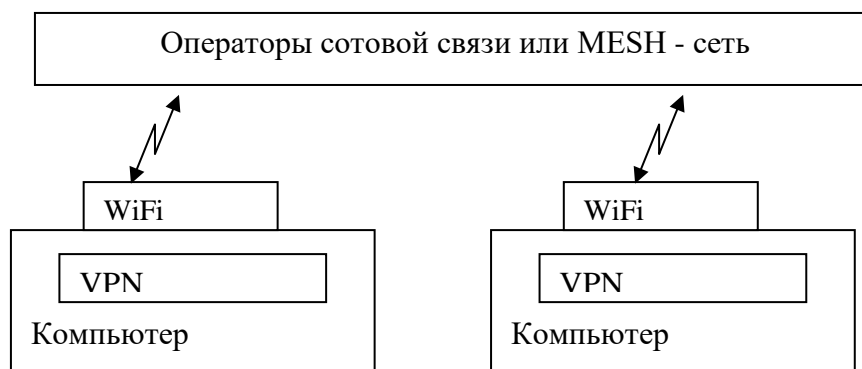 Операторы сотовой связи или MESH - сеть
WiFi
WiFi
VPN
VPN
Компьютер
Компьютер